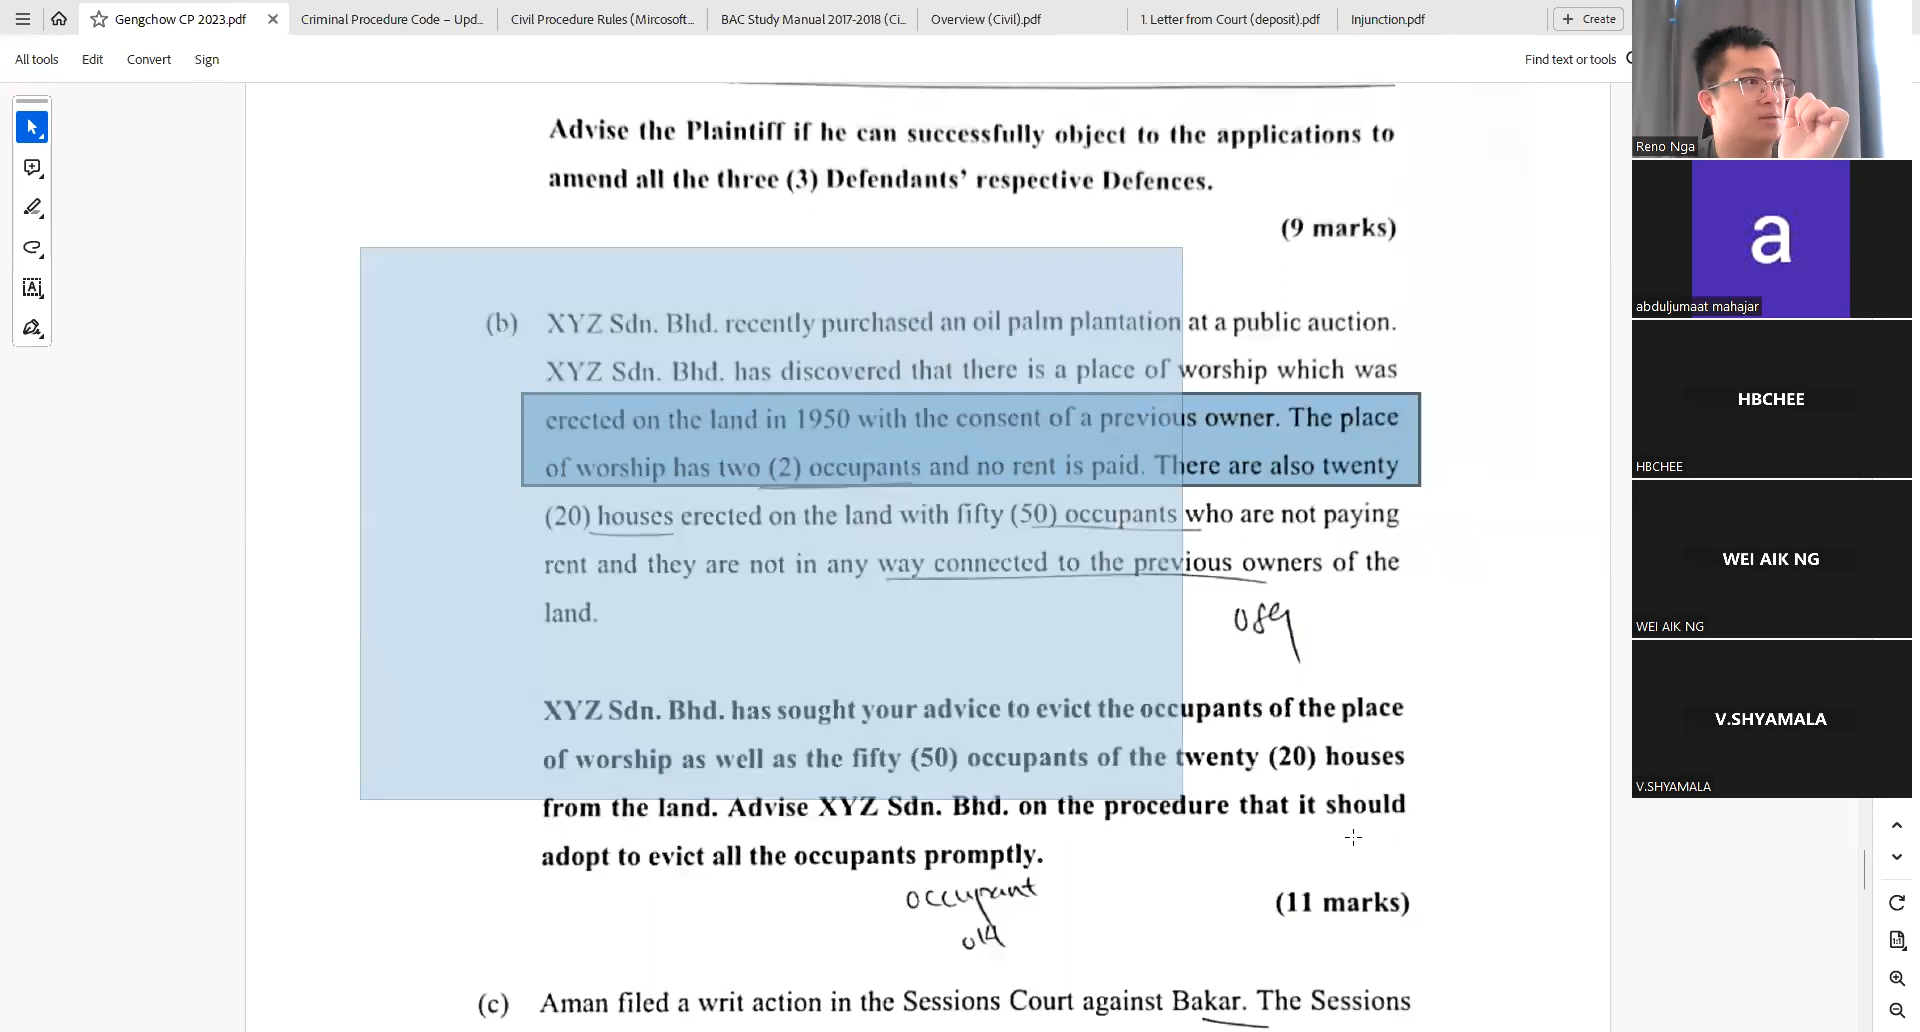 Gengchow CP 2023.pdf
Criminal Procedure Code – Upd...
Civil Procedure Rules (Mircosoft...
BAC Study Manual 2017-2018 (Ci...
Overview (Civil).pdf
1. Letter from Court (deposit).pdf
Injunction.pdf
Create
All tools
Edit
Convert
Sign
Find text or tools
Advise the Plaintiff if he can successfully object to the applications to
amend all the three (3) Defendants' respective Defences.
(9 marks)
(b) XYZ Sdn. Bhd. recently purchased an oil palm plantation at a public auction.
XYZ Sdn. Bhd. has discovered that there is a place of worship which was
erected on the land in 1950 with the consent of a previous owner. The place
of worship has two (2) occupants and no rent is paid. There are also twenty
(20) houses erected on the land with fifty (50) occupants who are not paying
rent and they are not in any way connected to the previous owners of the
land.
089
XYZ Sdn. Bhd. has sought your advice to evict the occupants of the place
of worship as well as the fifty (50) occupants of the twenty (20) houses
from the land. Advise XYZ Sdn. Bhd. on the procedure that it should
adopt to evict all the occupants promptly.
occupant
(11 marks)
(c) Aman filed a writ action in the Sessions Court against Bakar. The Sessions
Reno Nga
a
abduljumaat mahajar
HBCHEE
HBCHEE
WEI AIK NG
WEI AIK NG
V.SHYAMALA
V.SHYAMALA